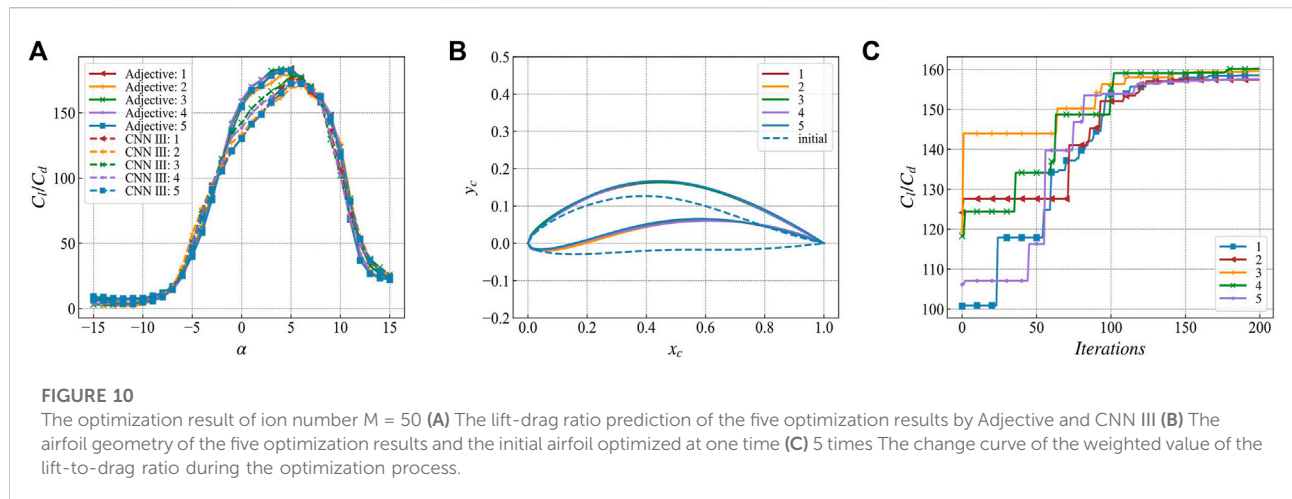 A
Adjective: 1
Adjective: 2
Adjective: 3
Adjective: 4
Adjective: 5
CNN III: 1
CNN III: 2
CNN III: 3
CNN III: 4
CNN III: 5
150
100
50
0
−15
−10
−5
0
5
10
15
Cl/Cd
α
B
1
2
3
4
5
initial
0.5
0.4
0.3
0.2
0.1
0.0
−0.1
−0.2
0.0
0.2
0.4
0.6
0.8
1.0
yc
xc
C
160
150
140
130
120
110
100
0
50
100
150
200
1
2
3
4
5
Cl/Cd
Iterations
FIGURE 10
The optimization result of ion number M = 50 (A) The lift-drag ratio prediction of the five optimization results by Adjective and CNN III (B) The
airfoil geometry of the five optimization results and the initial airfoil optimized at one time (C) 5 times The change curve of the weighted value of the
lift-to-drag ratio during the optimization process.